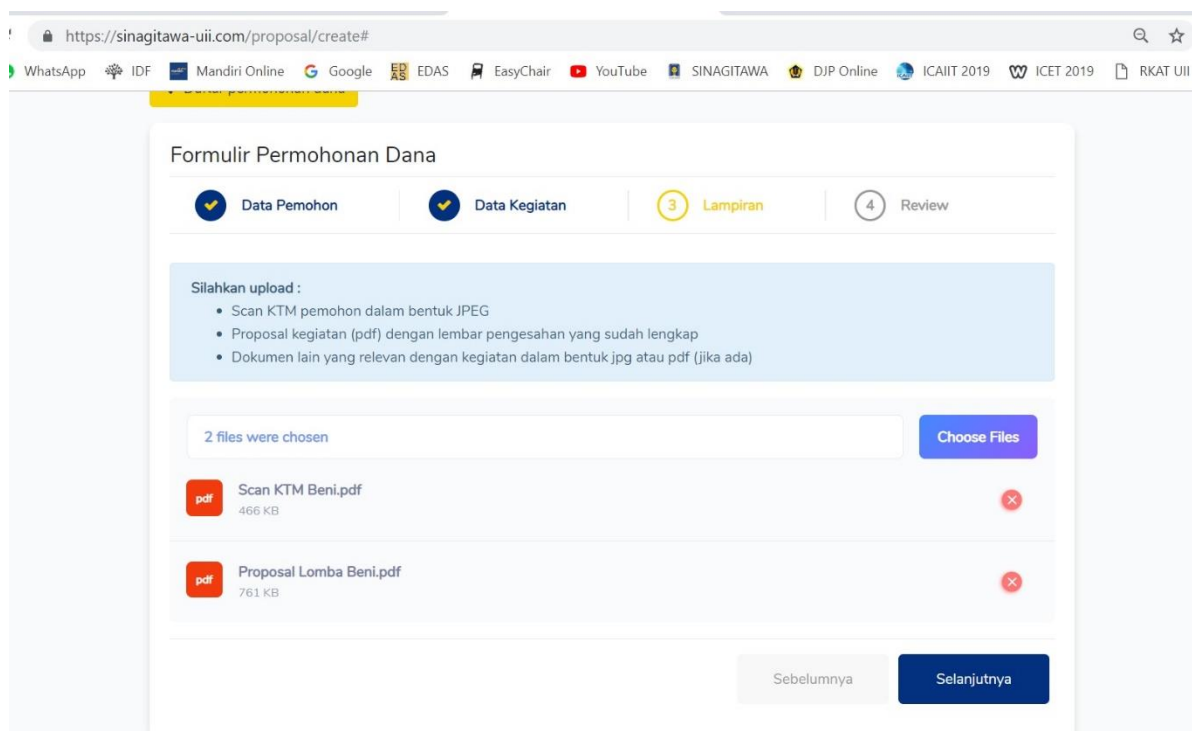 https://sinagitawa-uii.com/proposal/create#
WhatsApp IDF Mandiri Online Google EDAS EasyChair YouTube SINAGITAWA DJP Online ICAIIT 2019 ICET 2019 RKAT UII
Formulir Permohonan Dana
Data Pemohon Data Kegiatan 3 Lampiran 4 Review
Silahkan upload :
• Scan KTM pemohon dalam bentuk JPEG
• Proposal kegiatan (pdf) dengan lembar pengesahan yang sudah lengkap
• Dokumen lain yang relevan dengan kegiatan dalam bentuk jpg atau pdf (jika ada)
2 files were chosen Choose Files
pdf Scan KTM Beni.pdf
466 KB
pdf Proposal Lomba Beni.pdf
761 KB
Sebelumnya Selanjutnya